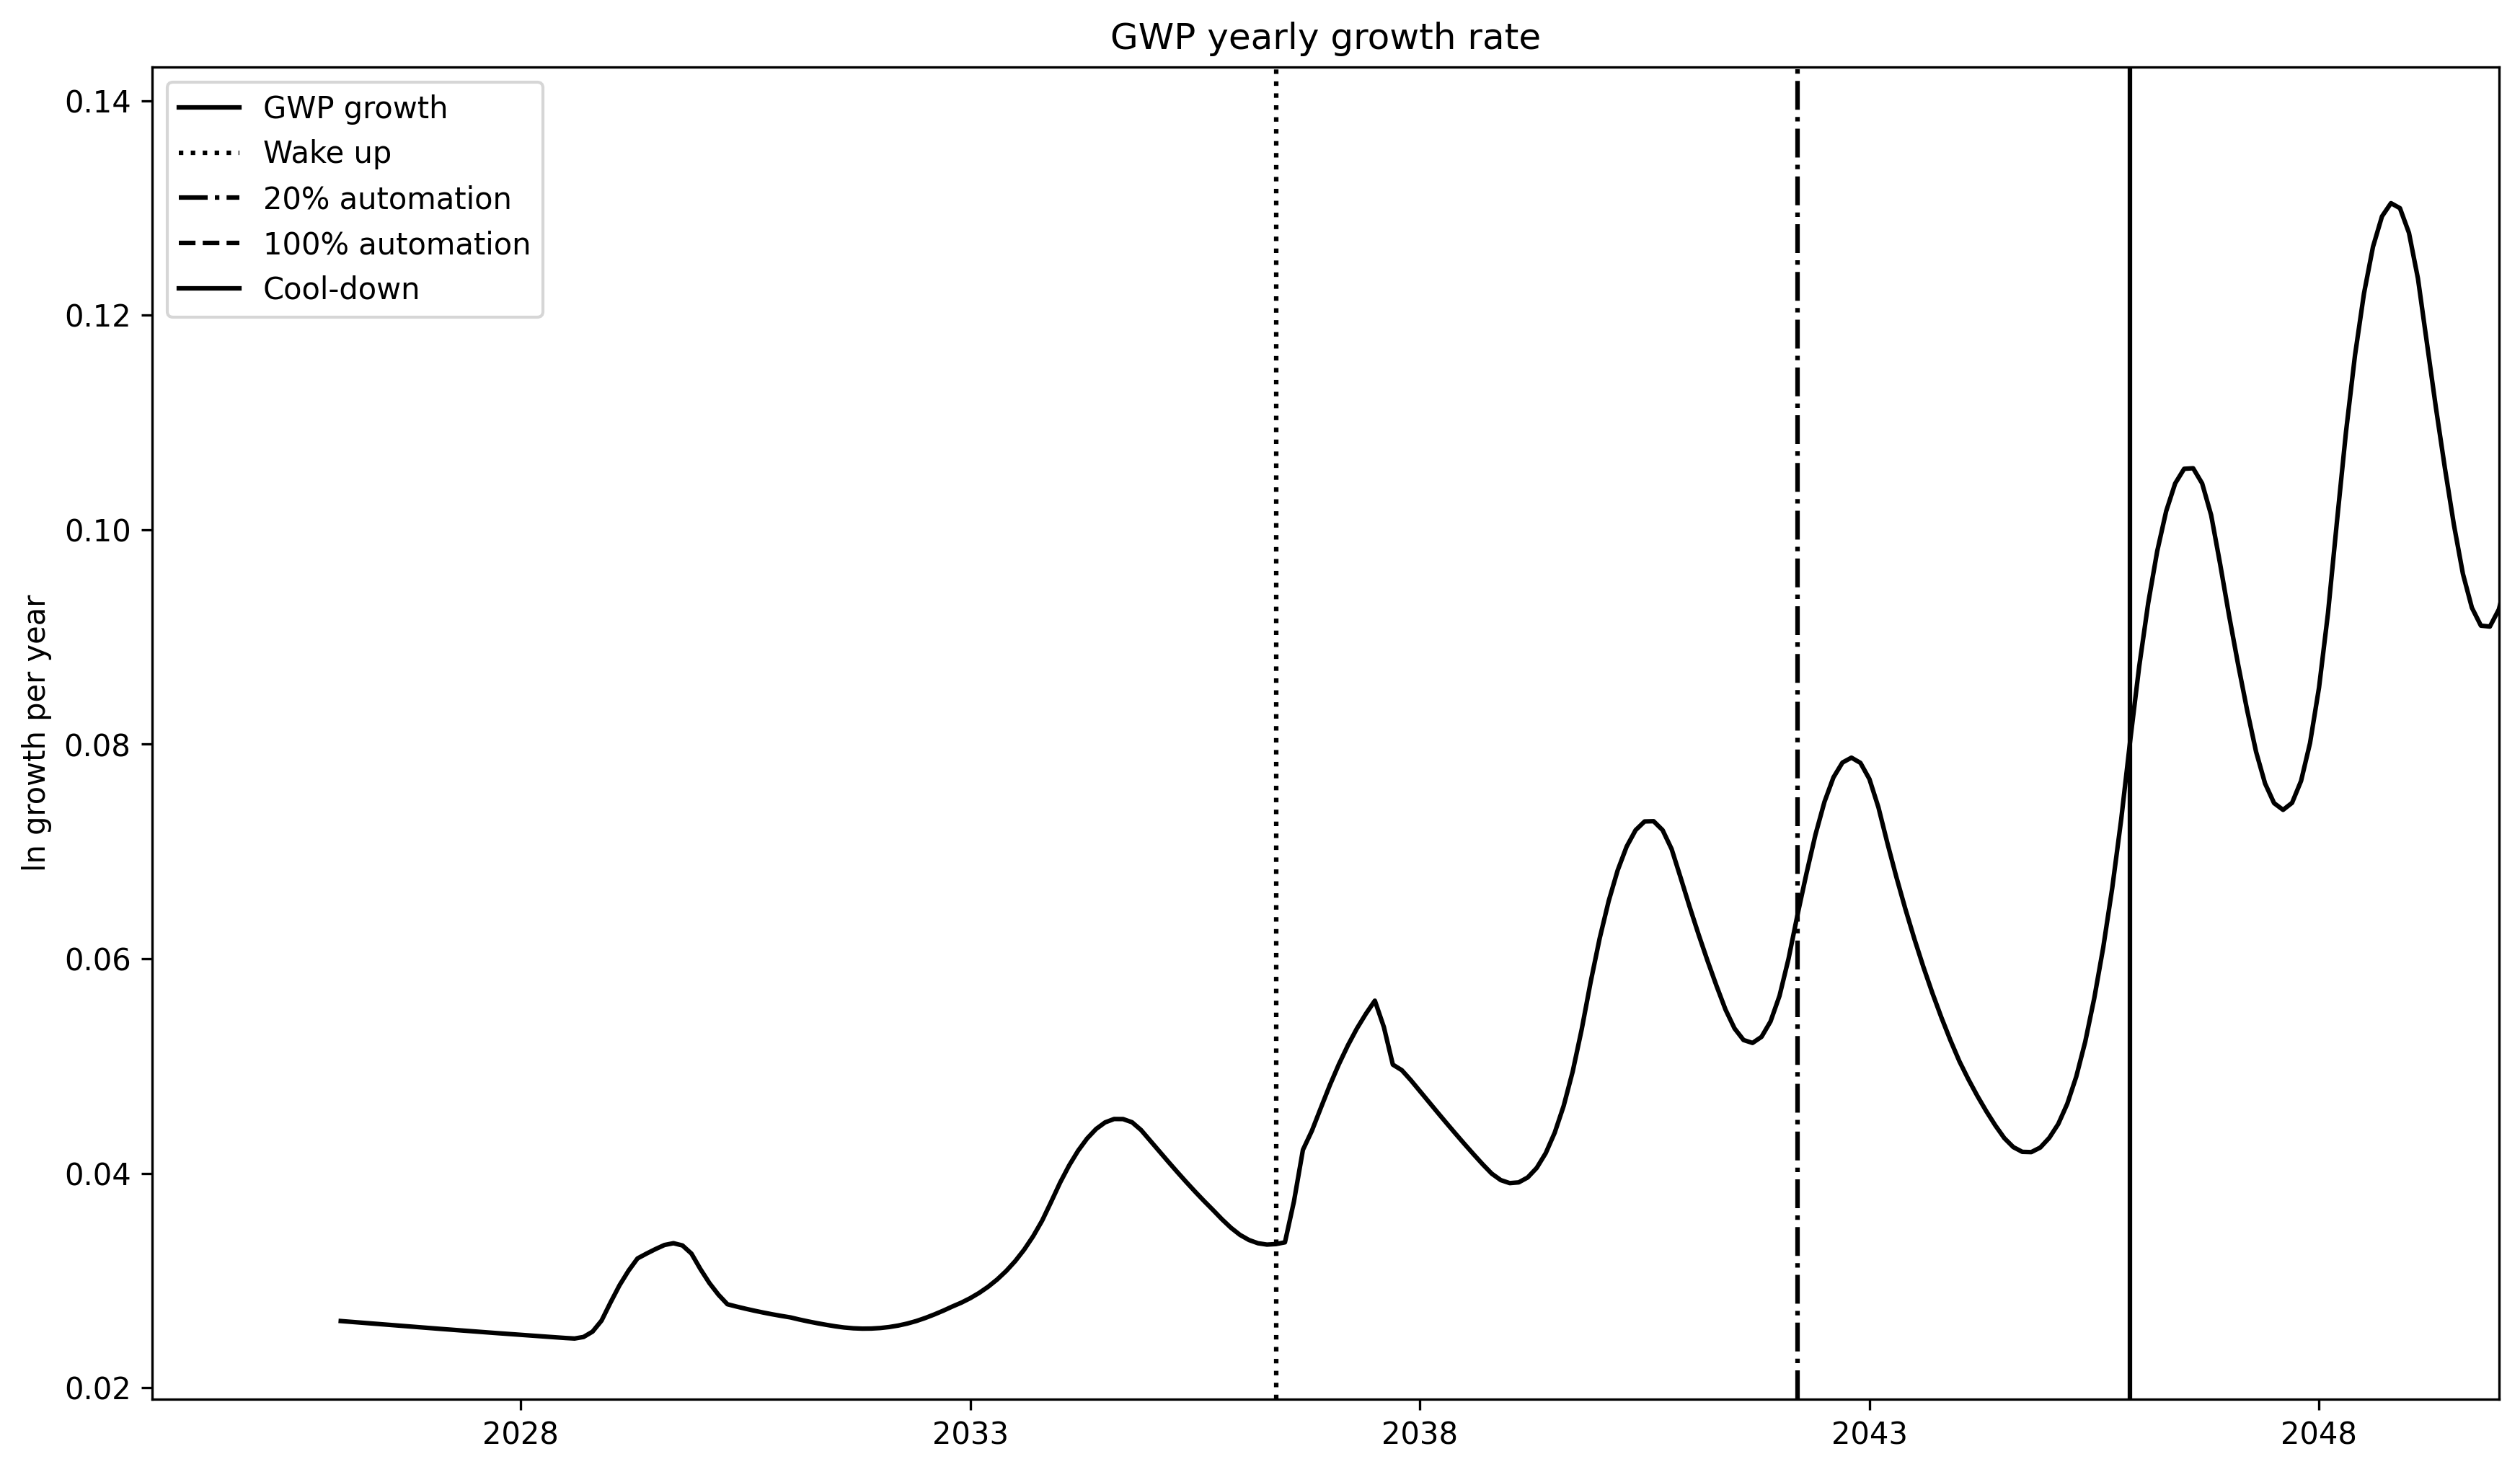 GWP yearly growth rate
GWP growth
Wake up
20% automation
100% automation
Cool-down
ln growth per year
0.14
0.12
0.10
0.08
0.06
0.04
0.02
2028
2033
2038
2043
2048